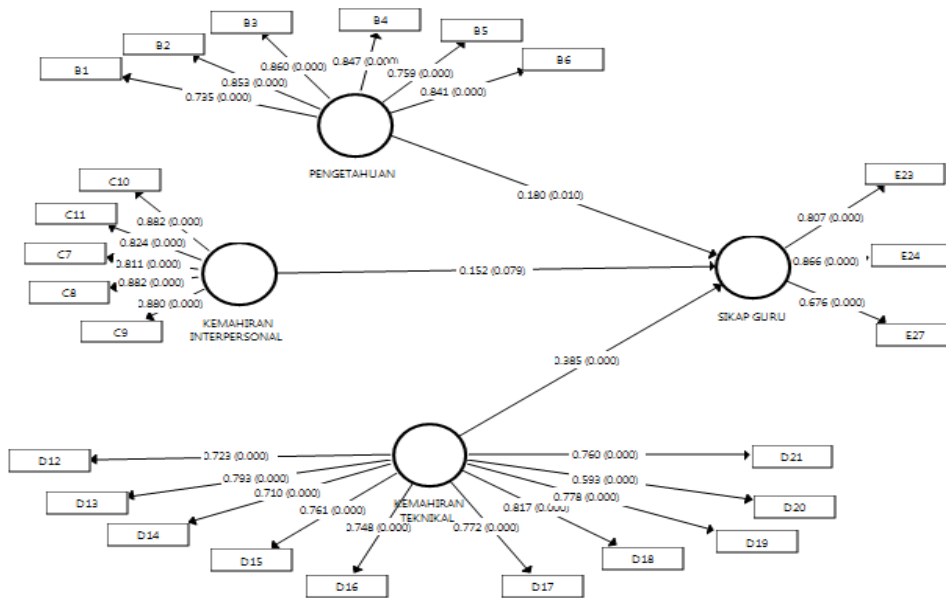 B3
B4
B5
B2
B6
B1
0.860 (0.000)
0.847 (0.000)
0.759 (0.000)
0.853 (0.000)
0.841 (0.000)
0.735 (0.000)
PENGETAHUAN
C10
C11
C7
C8
C9
0.882 (0.000)
0.824 (0.000)
0.811 (0.000)
0.882 (0.000)
0.880 (0.000)
KEMAHIRAN
INTERPERSONAL
0.180 (0.010)
0.152 (0.079)
0.385 (0.000)
E23
0.807 (0.000)
0.866 (0.000)
E24
0.676 (0.000)
SIKAP GURU
E27
D12
0.723 (0.000)
0.760 (0.000)
D21
0.793 (0.000)
0.593 (0.000)
D13
0.710 (0.000)
0.778 (0.000)
D20
KEMAHIRAN
TEKNIKAL
D14
0.761 (0.000)
0.817 (0.000)
D19
0.748 (0.000)
0.772 (0.000)
D15
D18
D16
D17